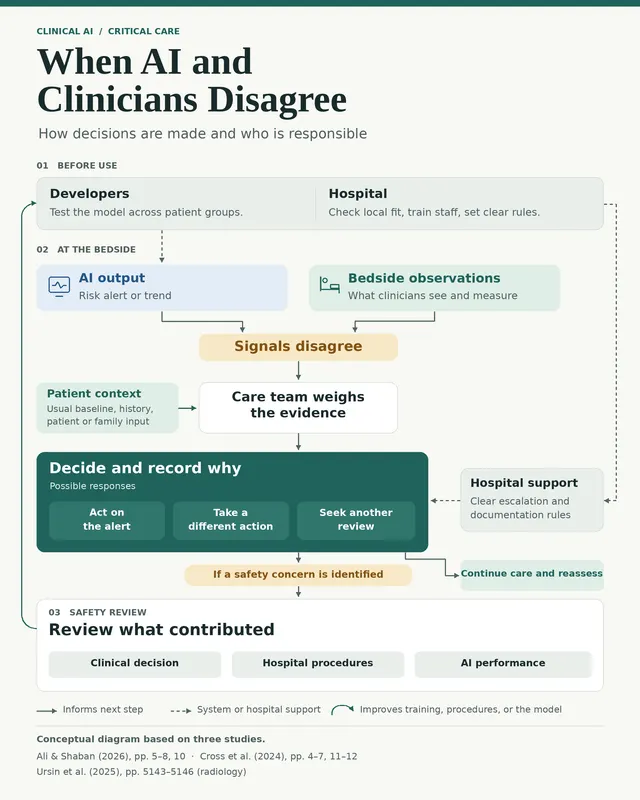 CLINICAL AI / CRITICAL CARE
When AI and
Clinicians Disagree
How decisions are made and who is responsible
01 BEFORE USE
Developers
Test the model across patient groups.
Hospital
Check local fit, train staff, set clear rules.
02 AT THE BEDSIDE
AI output
Risk alert or trend
Bedside observations
What clinicians see and measure
Signals disagree
Patient context
Usual baseline, history,
patient or family input
Care team weighs
the evidence
Decide and record why
Possible responses
Act on
the alert
Take a
different action
Seek another
review
Hospital support
Clear escalation and
documentation rules
If a safety concern is identified
Continue care and reassess
03 SAFETY REVIEW
Review what contributed
Clinical decision
Hospital procedures
AI performance
Informs next step
System or hospital support
Improves training, procedures, or the model
Conceptual diagram based on three studies.
Ali & Shaban (2026), pp. 5–8, 10 · Cross et al. (2024), pp. 4–7, 11–12
Ursin et al. (2025), pp. 5143–5146 (radiology)